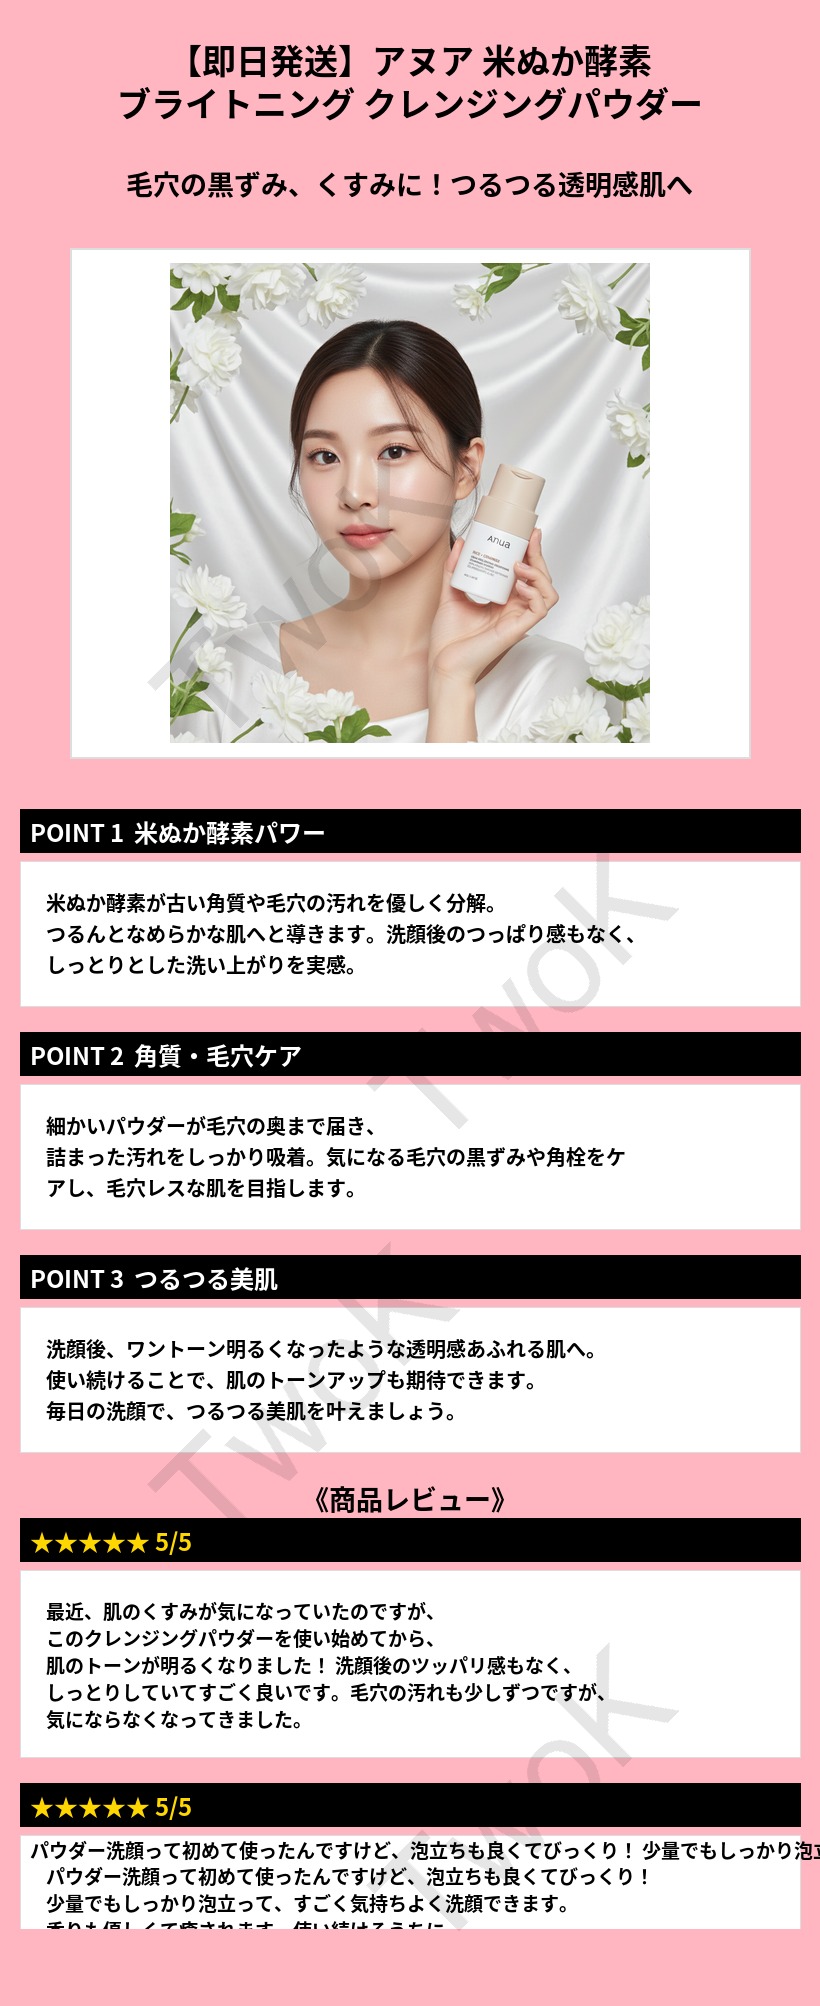 【即日発送】アヌア 米ぬか酵素
ブライトニング クレンジングパウダー
毛穴の黒ずみ、くすみに！つるつる透明感肌へ
Anua
TwoK
POINT 1 米ぬか酵素パワー
米ぬか酵素が古い角質や毛穴の汚れを優しく分解。
つるんとなめらかな肌へと導きます。洗顔後のつっぱり感もなく、
しっとりとした洗い上がりを実感。
TwoK
POINT 2 角質・毛穴ケア
細かいパウダーが毛穴の奥まで届き、
詰まった汚れをしっかり吸着。気になる毛穴の黒ずみや角栓をケ
アし、毛穴レスな肌を目指します。
POINT 3 つるつる美肌
洗顔後、ワントーン明るくなったような透明感あふれる肌へ。
使い続けることで、肌のトーンアップも期待できます。
毎日の洗顔で、つるつる美肌を叶えましょう。
TwoK
《商品レビュー》
★★★★★ 5/5
最近、肌のくすみが気になっていたのですが、
このクレンジングパウダーを使い始めてから、
肌のトーンが明るくなりました！ 洗顔後のツッパリ感もなく、
しっとりしていてすごく良いです。毛穴の汚れも少しずつですが、
気にならなくなってきました。
TwoK
★★★★★ 5/5
パウダー洗顔って初めて使ったんですけど、泡立ちも良くてびっくり！ 少量でもしっかり泡立
パウダー洗顔って初めて使ったんですけど、泡立ちも良くてびっくり！
少量でもしっかり泡立って、すごく気持ちよく洗顔できます。
香りも優しくて癒されます。使い続けるうちに